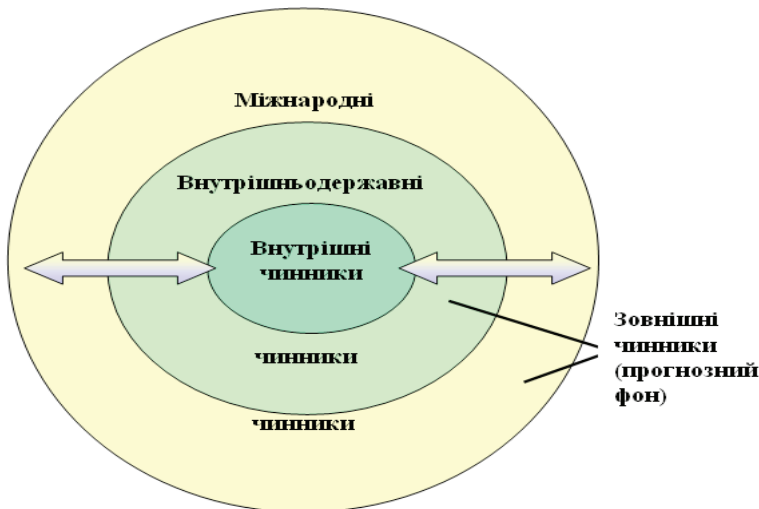 Міжнародні
Внутрішньодержавні
Внутрішні
чинники
чинники
чинники
Зовнішні
чинники
(прогнозний
фон)